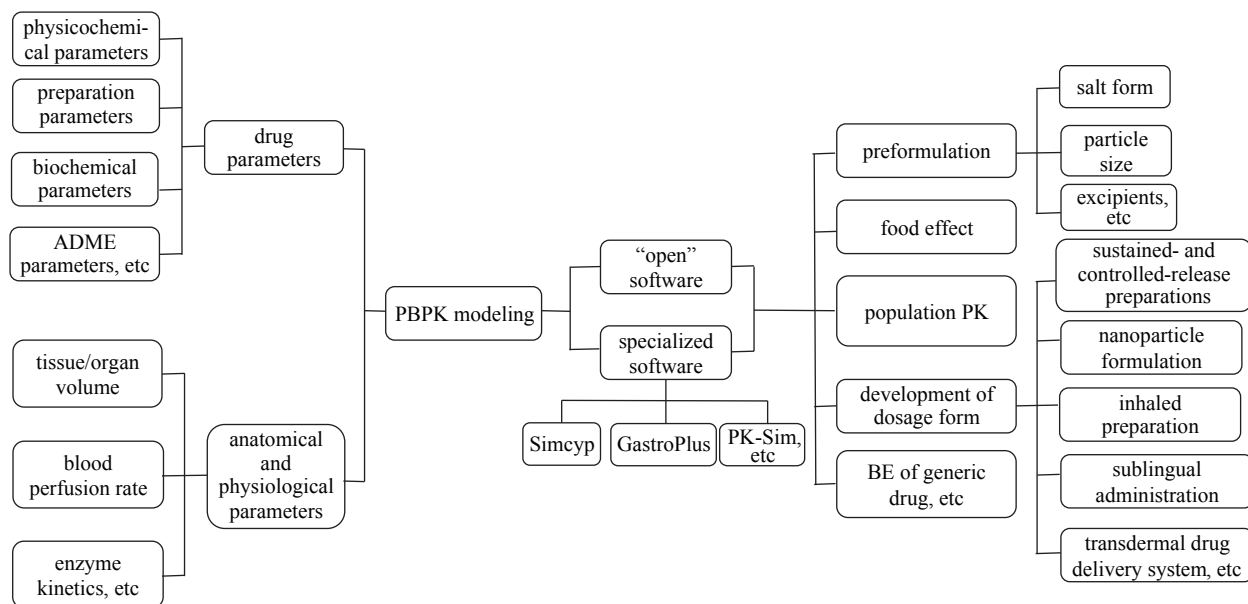 physicochemi-
cal parameters
preparation
parameters
biochemical
parameters
ADME
parameters, etc
drug
parameters
tissue/organ
volume
blood
perfusion rate
enzyme
kinetics, etc
anatomical
and
physiological
parameters
PBPK modeling
“open”
software
specialized
software
Simcyp
GastroPlus
PK-Sim,
etc
preformulation
food effect
population PK
development of
dosage form
BE of generic
drug, etc
salt form
particle
size
excipients,
etc
sustained- and
controlled-release
preparations
nanoparticle
formulation
inhaled
preparation
sublingual
administration
transdermal drug
delivery system, etc